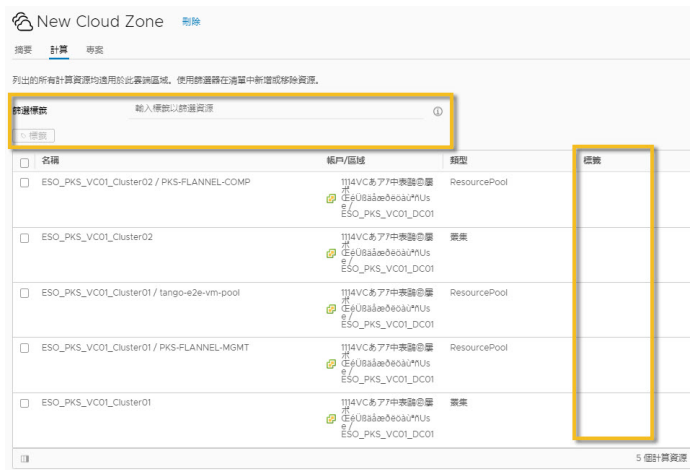 New Cloud Zone 刪除
摘要 計算 專案
列出的所有計算資源均適用於此雲端區域。使用篩選器在清單中新增或移除資源。
篩選標籤 輸入標籤以篩選資源
標籤
名稱 帳戶/區域 類型 標籤
ESO_PKS_VC01_Cluster02 / PKS-FLANNEL-COMP ResourcePool
ESO_PKS_VC01_DC01
ESO_PKS_VC01_Cluster02 叢集
ESO_PKS_VC01_DC01
ESO_PKS_VC01_Cluster01 / tango-e2e-vm-pool ResourcePool
ESO_PKS_VC01_DC01
ESO_PKS_VC01_Cluster01 / PKS-FLANNEL-MGMT ResourcePool
ESO_PKS_VC01_DC01
ESO_PKS_VC01_Cluster01 叢集
ESO_PKS_VC01_DC01
5 個計算資源